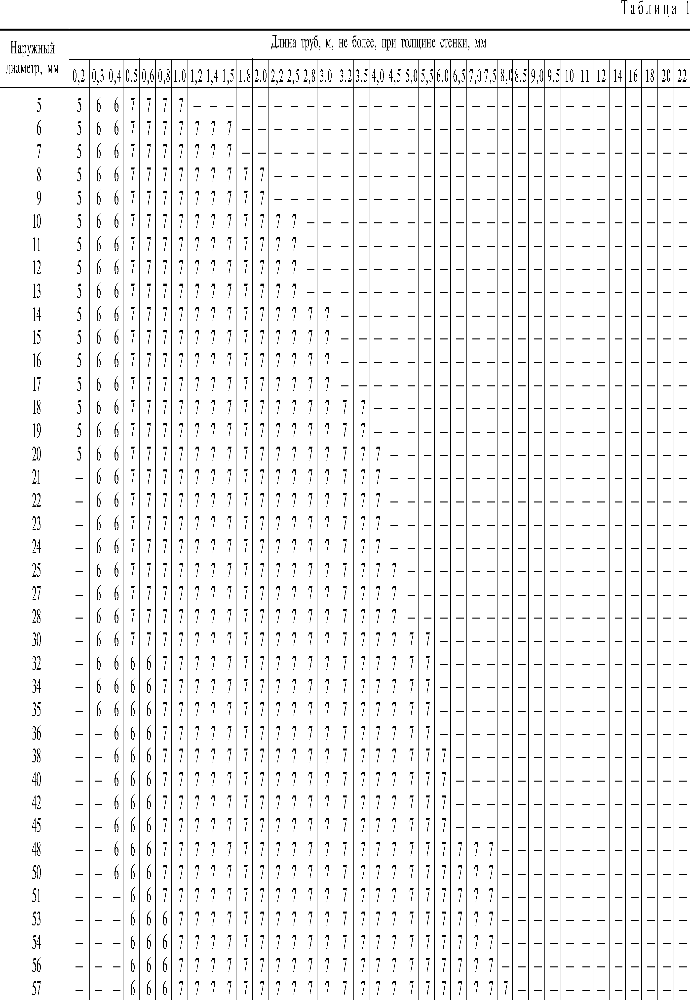 Таблица 1
Наружный диаметр, мм
Длина труб, м, не более, при толщине стенки, мм
0,2 0,3 0,4 0,5 0,6 0,8 1,0 1,2 1,4 1,5 1,8 2,0 2,2 2,5 2,8 3,0 3,2 3,5 4,0 4,5 5,0 5,5 6,0 6,5 7,0 7,5 8,0 8,5 9,0 9,5 10 11 12 14 16 18 20 22
5 5 6 6 7 7 7 7 – – – – – – – – – – – – – – – – – – – – – – – – – – – – – – –
6 5 6 6 7 7 7 7 7 7 7 – – – – – – – – – – – – – – – – – – – – – – – – – – – –
7 5 6 6 7 7 7 7 7 7 7 – – – – – – – – – – – – – – – – – – – – – – – – – – – –
8 5 6 6 7 7 7 7 7 7 7 7 7 – – – – – – – – – – – – – – – – – – – – – – – – – –
9 5 6 6 7 7 7 7 7 7 7 7 7 – – – – – – – – – – – – – – – – – – – – – – – – – –
10 5 6 6 7 7 7 7 7 7 7 7 7 7 7 – – – – – – – – – – – – – – – – – – – – – – – –
11 5 6 6 7 7 7 7 7 7 7 7 7 7 7 – – – – – – – – – – – – – – – – – – – – – – – –
12 5 6 6 7 7 7 7 7 7 7 7 7 7 7 – – – – – – – – – – – – – – – – – – – – – – – –
13 5 6 6 7 7 7 7 7 7 7 7 7 7 7 – – – – – – – – – – – – – – – – – – – – – – – –
14 5 6 6 7 7 7 7 7 7 7 7 7 7 7 7 7 – – – – – – – – – – – – – – – – – – – – – –
15 5 6 6 7 7 7 7 7 7 7 7 7 7 7 7 7 – – – – – – – – – – – – – – – – – – – – – –
16 5 6 6 7 7 7 7 7 7 7 7 7 7 7 7 7 – – – – – – – – – – – – – – – – – – – – – –
17 5 6 6 7 7 7 7 7 7 7 7 7 7 7 7 7 – – – – – – – – – – – – – – – – – – – – – –
18 5 6 6 7 7 7 7 7 7 7 7 7 7 7 7 7 7 7 – – – – – – – – – – – – – – – – – – – –
19 5 6 6 7 7 7 7 7 7 7 7 7 7 7 7 7 7 7 – – – – – – – – – – – – – – – – – – – –
20 5 6 6 7 7 7 7 7 7 7 7 7 7 7 7 7 7 7 7 – – – – – – – – – – – – – – – – – – –
21 – 6 6 7 7 7 7 7 7 7 7 7 7 7 7 7 7 7 7 – – – – – – – – – – – – – – – – – – –
22 – 6 6 7 7 7 7 7 7 7 7 7 7 7 7 7 7 7 7 – – – – – – – – – – – – – – – – – – –
23 – 6 6 7 7 7 7 7 7 7 7 7 7 7 7 7 7 7 7 – – – – – – – – – – – – – – – – – – –
24 – 6 6 7 7 7 7 7 7 7 7 7 7 7 7 7 7 7 7 – – – – – – – – – – – – – – – – – – –
25 – 6 6 7 7 7 7 7 7 7 7 7 7 7 7 7 7 7 7 7 – – – – – – – – – – – – – – – – – –
27 – 6 6 7 7 7 7 7 7 7 7 7 7 7 7 7 7 7 7 7 – – – – – – – – – – – – – – – – – –
28 – 6 6 7 7 7 7 7 7 7 7 7 7 7 7 7 7 7 7 7 – – – – – – – – – – – – – – – – – –
30 – 6 6 7 7 7 7 7 7 7 7 7 7 7 7 7 7 7 7 7 7 7 – – – – – – – – – – – – – – – –
32 – 6 6 6 6 7 7 7 7 7 7 7 7 7 7 7 7 7 7 7 7 7 – – – – – – – – – – – – – – – –
34 – 6 6 6 6 7 7 7 7 7 7 7 7 7 7 7 7 7 7 7 7 7 – – – – – – – – – – – – – – – –
35 – 6 6 6 6 7 7 7 7 7 7 7 7 7 7 7 7 7 7 7 7 7 – – – – – – – – – – – – – – – –
36 – – 6 6 6 7 7 7 7 7 7 7 7 7 7 7 7 7 7 7 7 7 – – – – – – – – – – – – – – – –
38 – – 6 6 6 7 7 7 7 7 7 7 7 7 7 7 7 7 7 7 7 7 7 – – – – – – – – – – – – – – –
40 – – 6 6 6 7 7 7 7 7 7 7 7 7 7 7 7 7 7 7 7 7 7 – – – – – – – – – – – – – – –
42 – – 6 6 6 7 7 7 7 7 7 7 7 7 7 7 7 7 7 7 7 7 7 – – – – – – – – – – – – – – –
45 – – 6 6 6 7 7 7 7 7 7 7 7 7 7 7 7 7 7 7 7 7 7 – – – – – – – – – – – – – – –
48 – – 6 6 6 7 7 7 7 7 7 7 7 7 7 7 7 7 7 7 7 7 7 7 7 7 – – – – – – – – – – – –
50 – – 6 6 6 7 7 7 7 7 7 7 7 7 7 7 7 7 7 7 7 7 7 7 7 7 – – – – – – – – – – – –
51 – – – 6 6 7 7 7 7 7 7 7 7 7 7 7 7 7 7 7 7 7 7 7 7 7 – – – – – – – – – – – –
53 – – – 6 6 6 7 7 7 7 7 7 7 7 7 7 7 7 7 7 7 7 7 7 7 7 – – – – – – – – – – – –
54 – – – 6 6 6 7 7 7 7 7 7 7 7 7 7 7 7 7 7 7 7 7 7 7 7 – – – – – – – – – – – –
56 – – – 6 6 6 7 7 7 7 7 7 7 7 7 7 7 7 7 7 7 7 7 7 7 7 – – – – – – – – – – – –
57 – – – 6 6 6 7 7 7 7 7 7 7 7 7 7 7 7 7 7 7 7 7 7 7 7 7 – – – – – – – – – – –